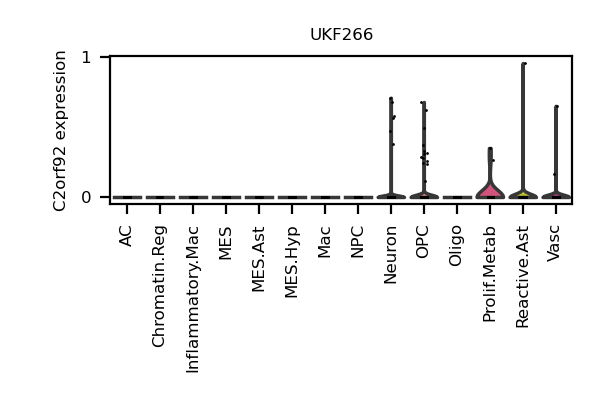 UKF266
C2orf92 expression
1
0
AC
Chromatin.Reg
Inflammatory.Mac
MES
MES.Ast
MES.Hyp
Mac
NPC
Neuron
OPC
Oligo
Prolif.Metab
Reactive.Ast
Vasc